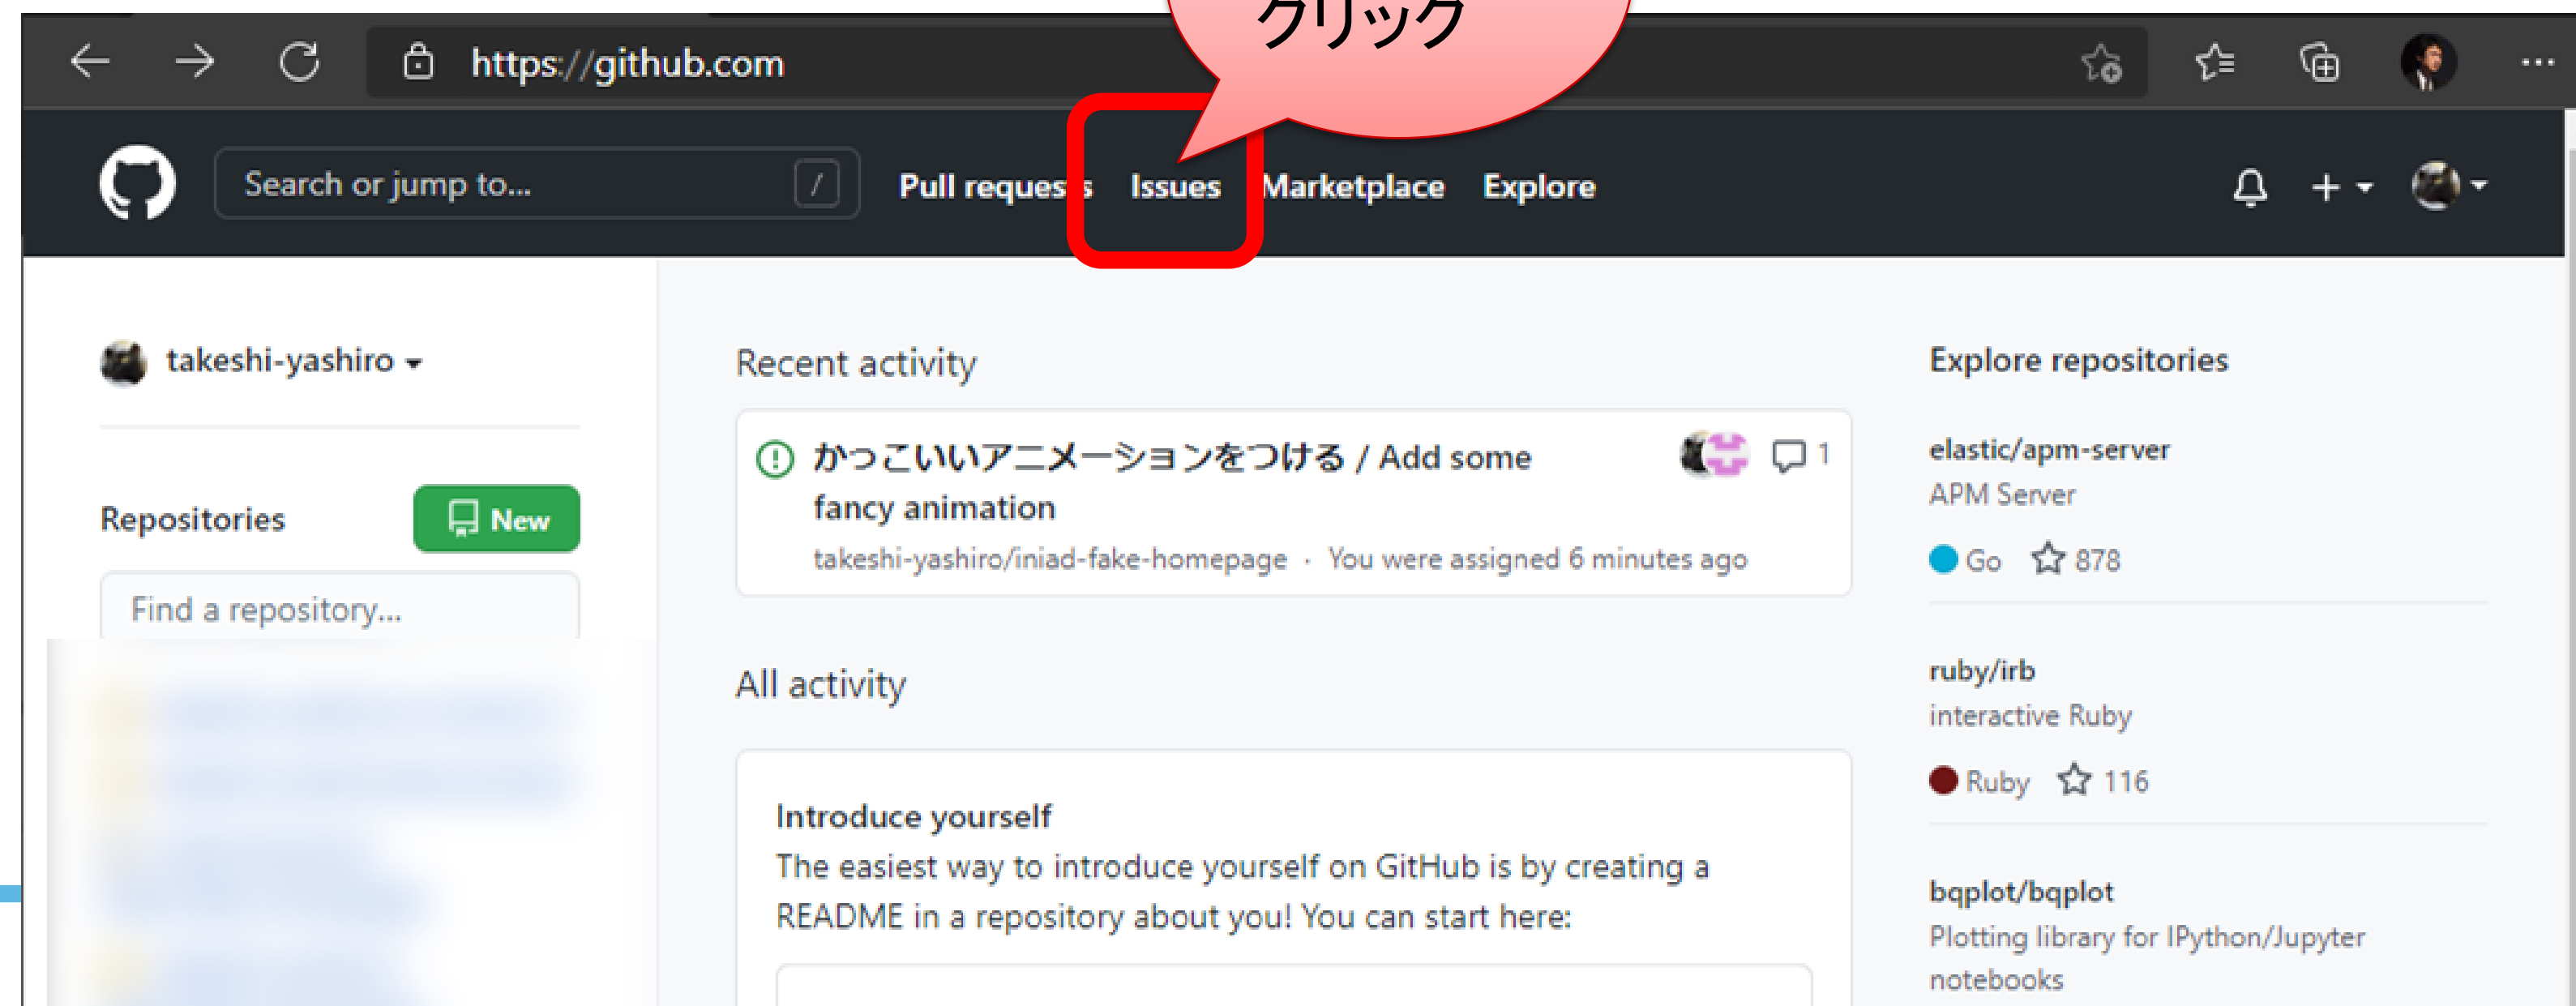 クリック
https://github.com
Search or jump to...
/
Pull requests
Issues
Marketplace
Explore
takeshi-yashiro
Repositories
New
Find a repository...
Recent activity
かっこいいアニメーションをつける / Add some
fancy animation
1
takeshi-yashiro/iniad-fake-homepage · You were assigned 6 minutes ago
All activity
Introduce yourself
The easiest way to introduce yourself on GitHub is by creating a
README in a repository about you! You can start here:
Explore repositories
elastic/apm-server
APM Server
Go 878
ruby/irb
interactive Ruby
Ruby 116
bqplot/bqplot
Plotting library for IPython/Jupyter
notebooks